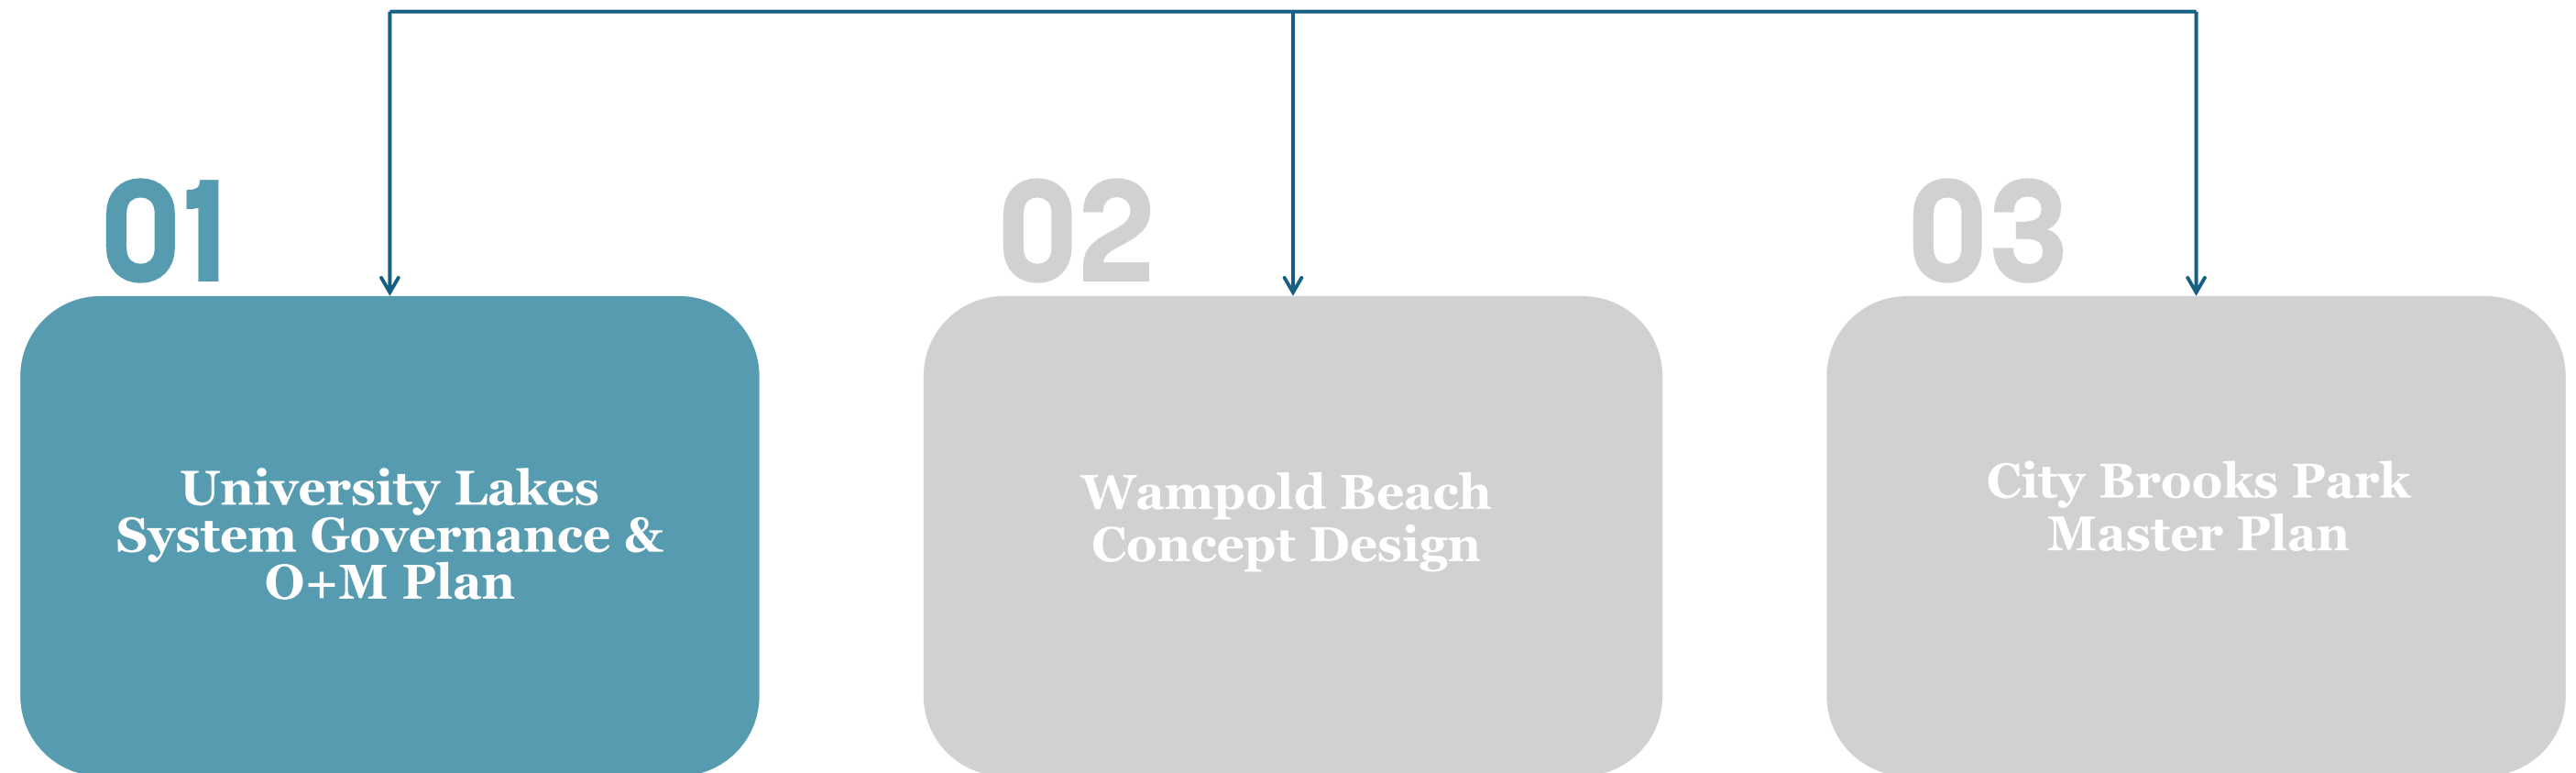 01
University Lakes
System Governance &
O+M Plan
02
Wampold Beach
Concept Design
03
City Brooks Park
Master Plan